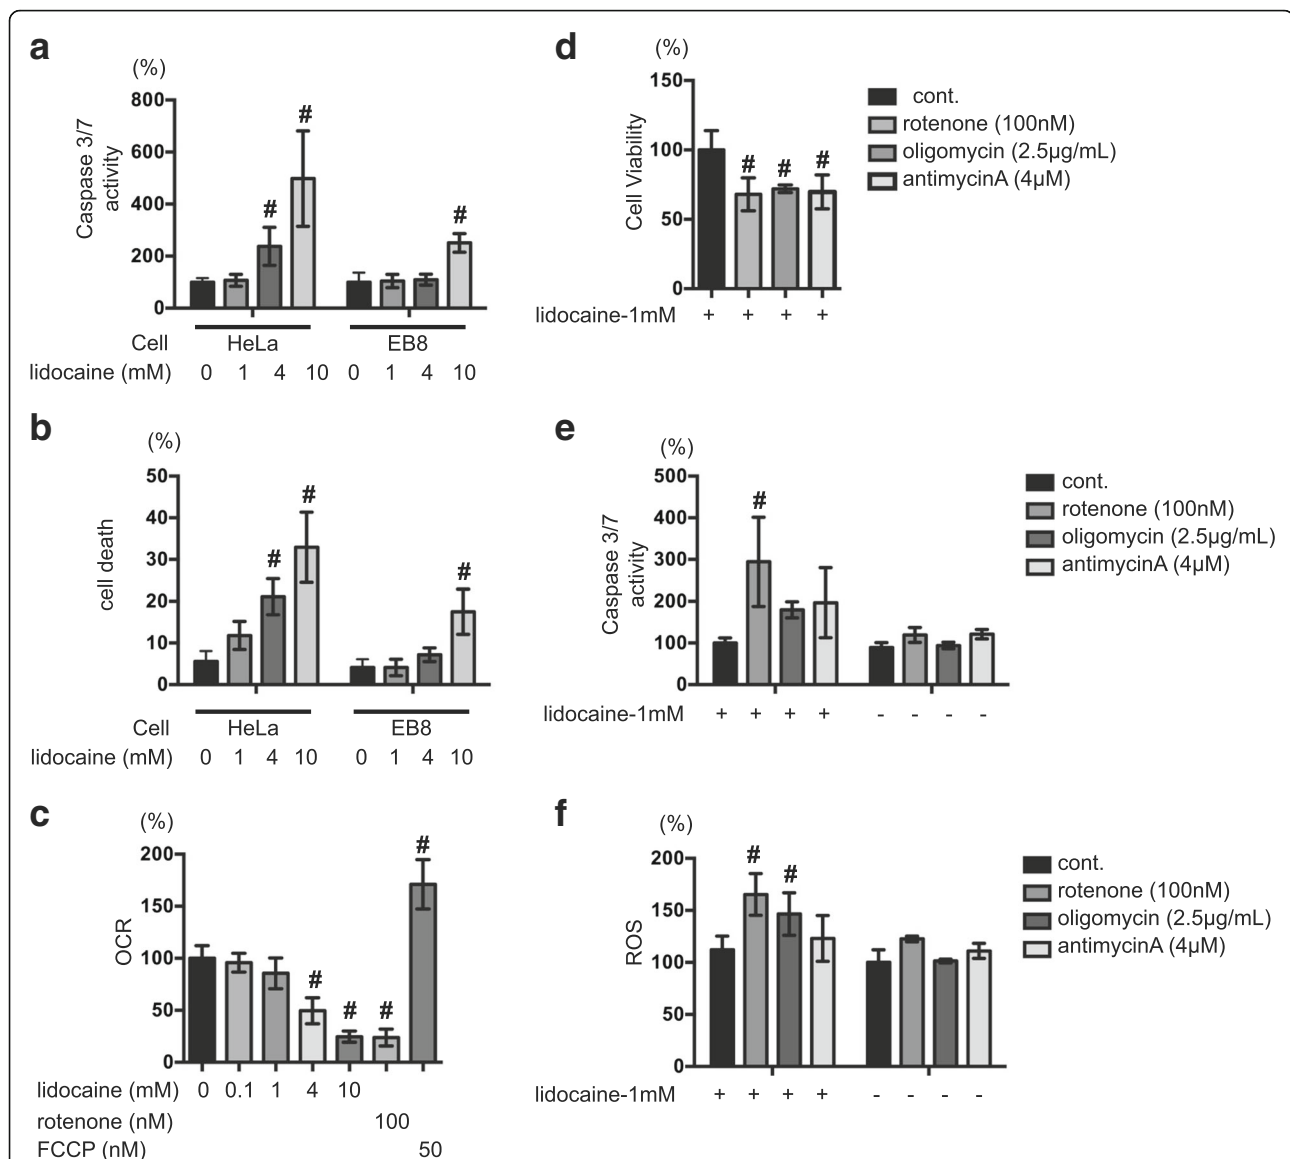 a
(%)
Caspase 3/7
activity
800
600
400
200
0
# # #
Cell HeLa EB8
lidocaine (mM) 0 1 4 10 0 1 4 10
b
(%)
cell death
50
40
30
20
10
0
# # #
Cell HeLa EB8
lidocaine (mM) 0 1 4 10 0 1 4 10
c
(%)
OCR
200
150
100
50
0
# # # #
lidocaine (mM) 0 0.1 1 4 10
rotenone (nM) 100
FCCP (nM) 50
d
(%)
Cell Viability
150
100
50
0
# # #
lidocaine-1mM + + + +
cont.
rotenone (100nM)
oligomycin (2.5µg/mL)
antimycinA (4µM)
e
(%)
Caspase 3/7
activity
500
400
300
200
100
0
#
lidocaine-1mM + + + + - - - -
cont.
rotenone (100nM)
oligomycin (2.5µg/mL)
antimycinA (4µM)
f
(%)
ROS
200
150
100
50
0
# #
lidocaine-1mM + + + + - - - -
cont.
rotenone (100nM)
oligomycin (2.5µg/mL)
antimycinA (4µM)